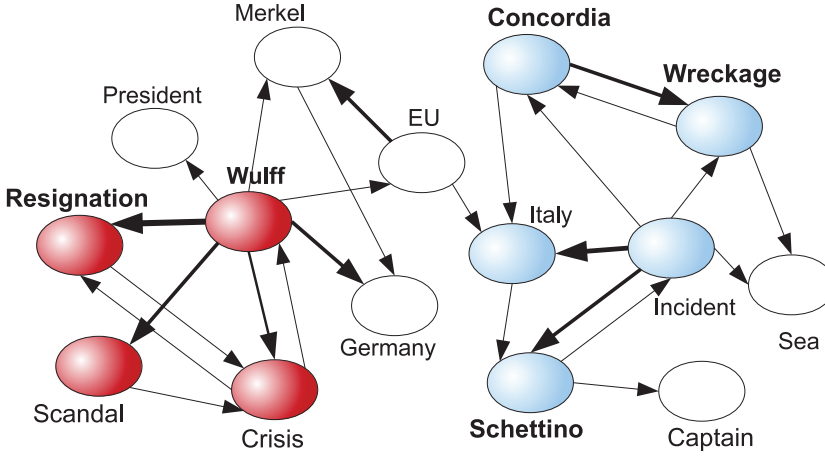 Merkel
Concordia
Wreckage
President
EU
Wulff
Resignation
Italy
Incident
Germany
Sea
Scandal
Crisis
Schettino
Captain